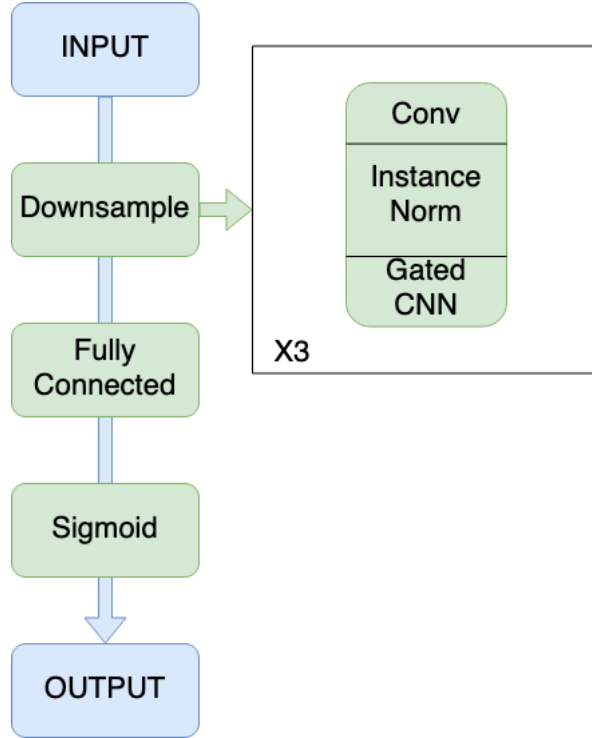 INPUT
Downsample
Fully
Connected
Sigmoid
OUTPUT
Conv
Instance
Norm
Gated
CNN
X3